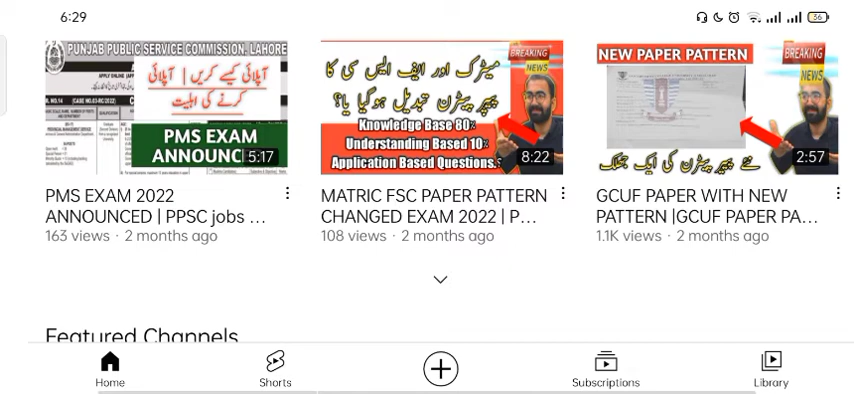 6:29
36
PUNJAB PUBLIC SERVICE COMMISSION, LAHORE
آپلائی کیسے کریں | آپلائی
کرنے کی اہلیت
PMS EXAM
ANNOUNC
5:17
BREAKING
NEWS
میٹرک اور ایف ایس سی کا
پیپر پیٹرن تبدیل ہوگیا یا؟
Knowledge Base 80%
Understanding Based 10%
Application Based Questions.
8:22
NEW PAPER PATTERN
BREAKING
NEWS
نئے پیپر پیٹرن کی ایک جھلک
2:57
PMS EXAM 2022
ANNOUNCED | PPSC jobs ...
163 views · 2 months ago
MATRIC FSC PAPER PATTERN
CHANGED EXAM 2022 | P...
108 views · 2 months ago
GCUF PAPER WITH NEW
PATTERN |GCUF PAPER PA...
1.1K views · 2 months ago
Featured Channels
Home
Shorts
Subscriptions
Library